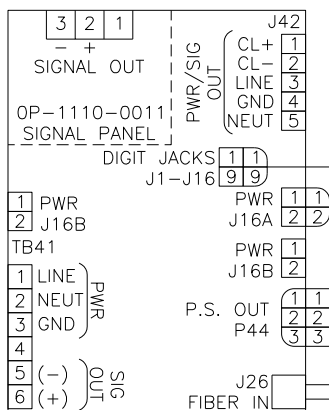 3 2 1
- +
SIGNAL OUT
0P-1110-0011
SIGNAL PANEL
J42
CL+ 1
CL- 2
LINE 3
GND 4
NEUT 5
PWR/SIG
OUT
DIGIT JACKS 1 1
J1-J16 9 9
1 PWR
2 J16B
TB41
PWR 1 1
J16A 2 2
PWR 1
J16B 2
1 LINE
2 NEUT
3 GND
PWR
4
5 (-)
6 (+)
SIG
OUT
P.S. OUT
P44
1 1
2 2
3 3
J26
FIBER IN